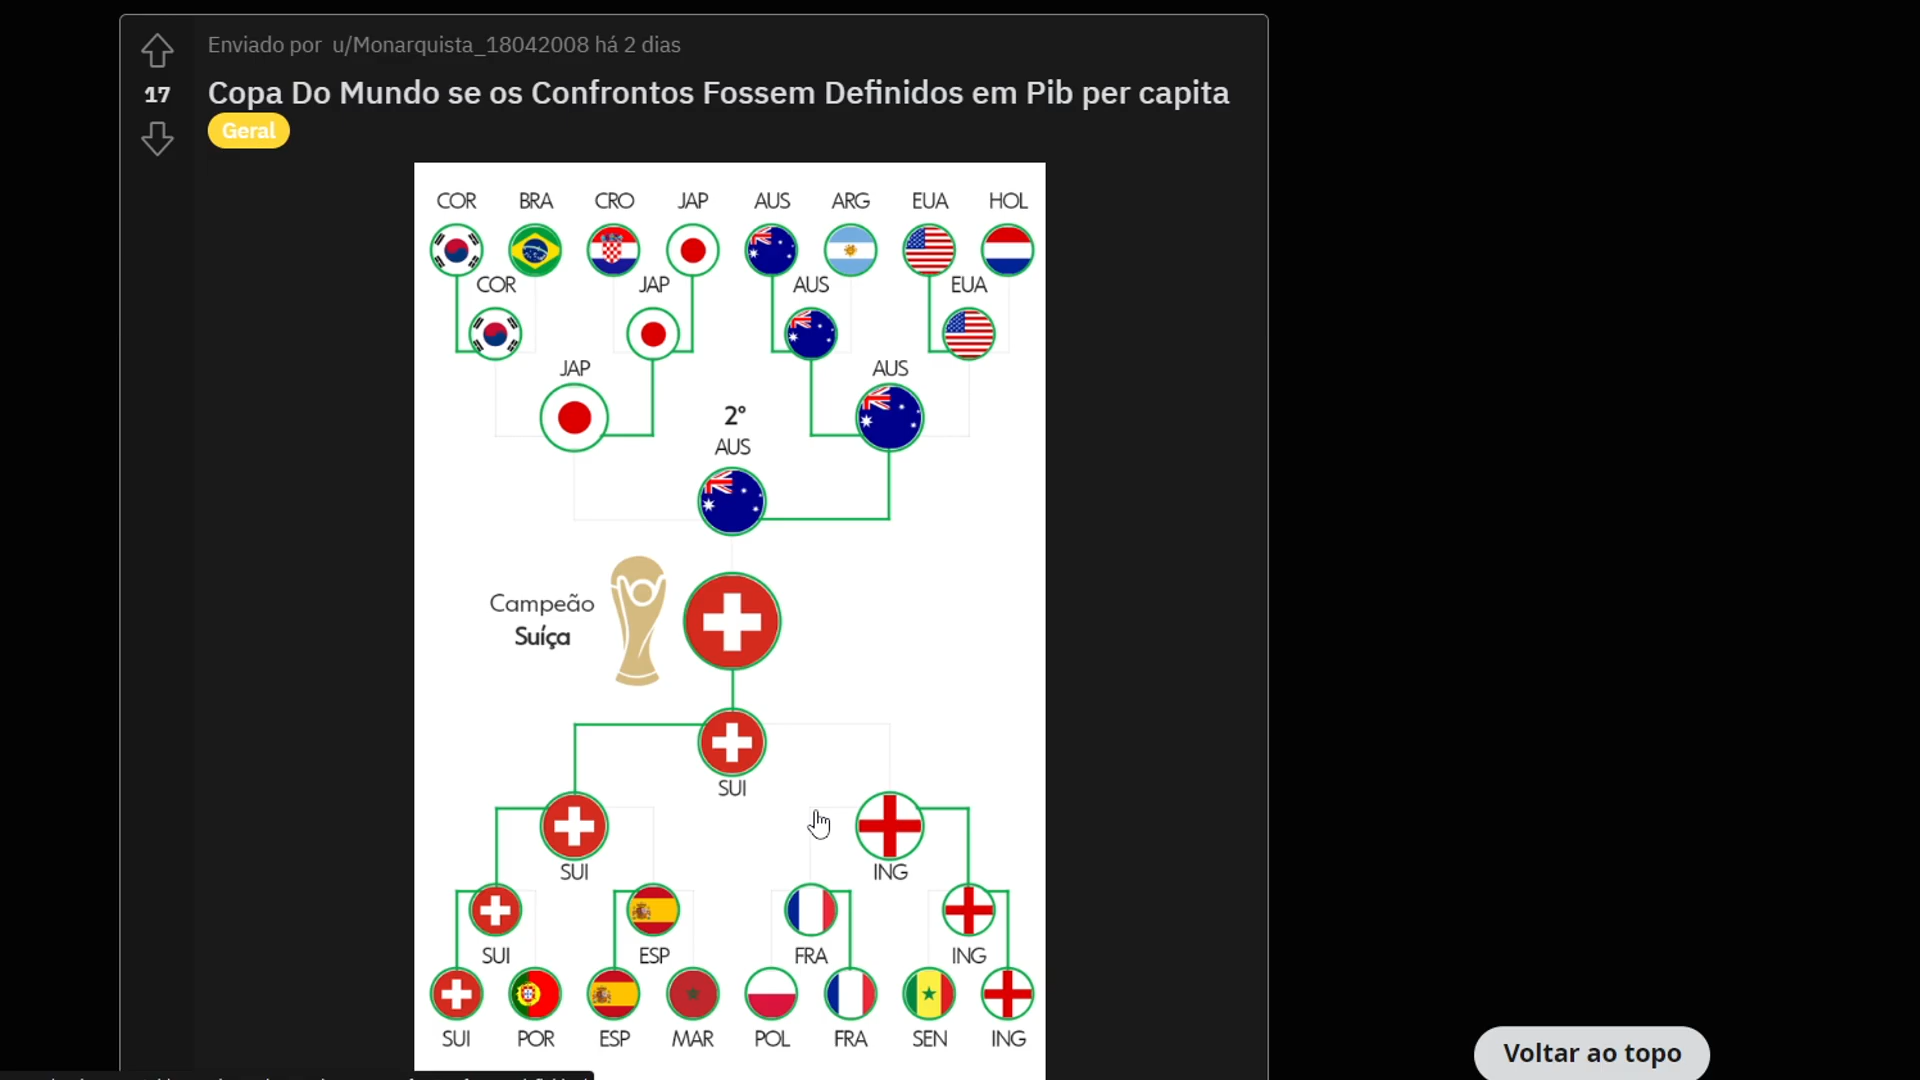 Enviado por u/Monarquista_18042008 há 2 dias
17
Copa Do Mundo se os Confrontos Fossem Definidos em Pib per capita
Geral
COR BRA CRO JAP AUS ARG EUA HOL
COR JAP AUS EUA
JAP AUS
2°
AUS
Campeão
Suíça
SUI
SUI ING
SUI ESP FRA ING
SUI POR ESP MAR POL FRA SEN ING
Voltar ao topo